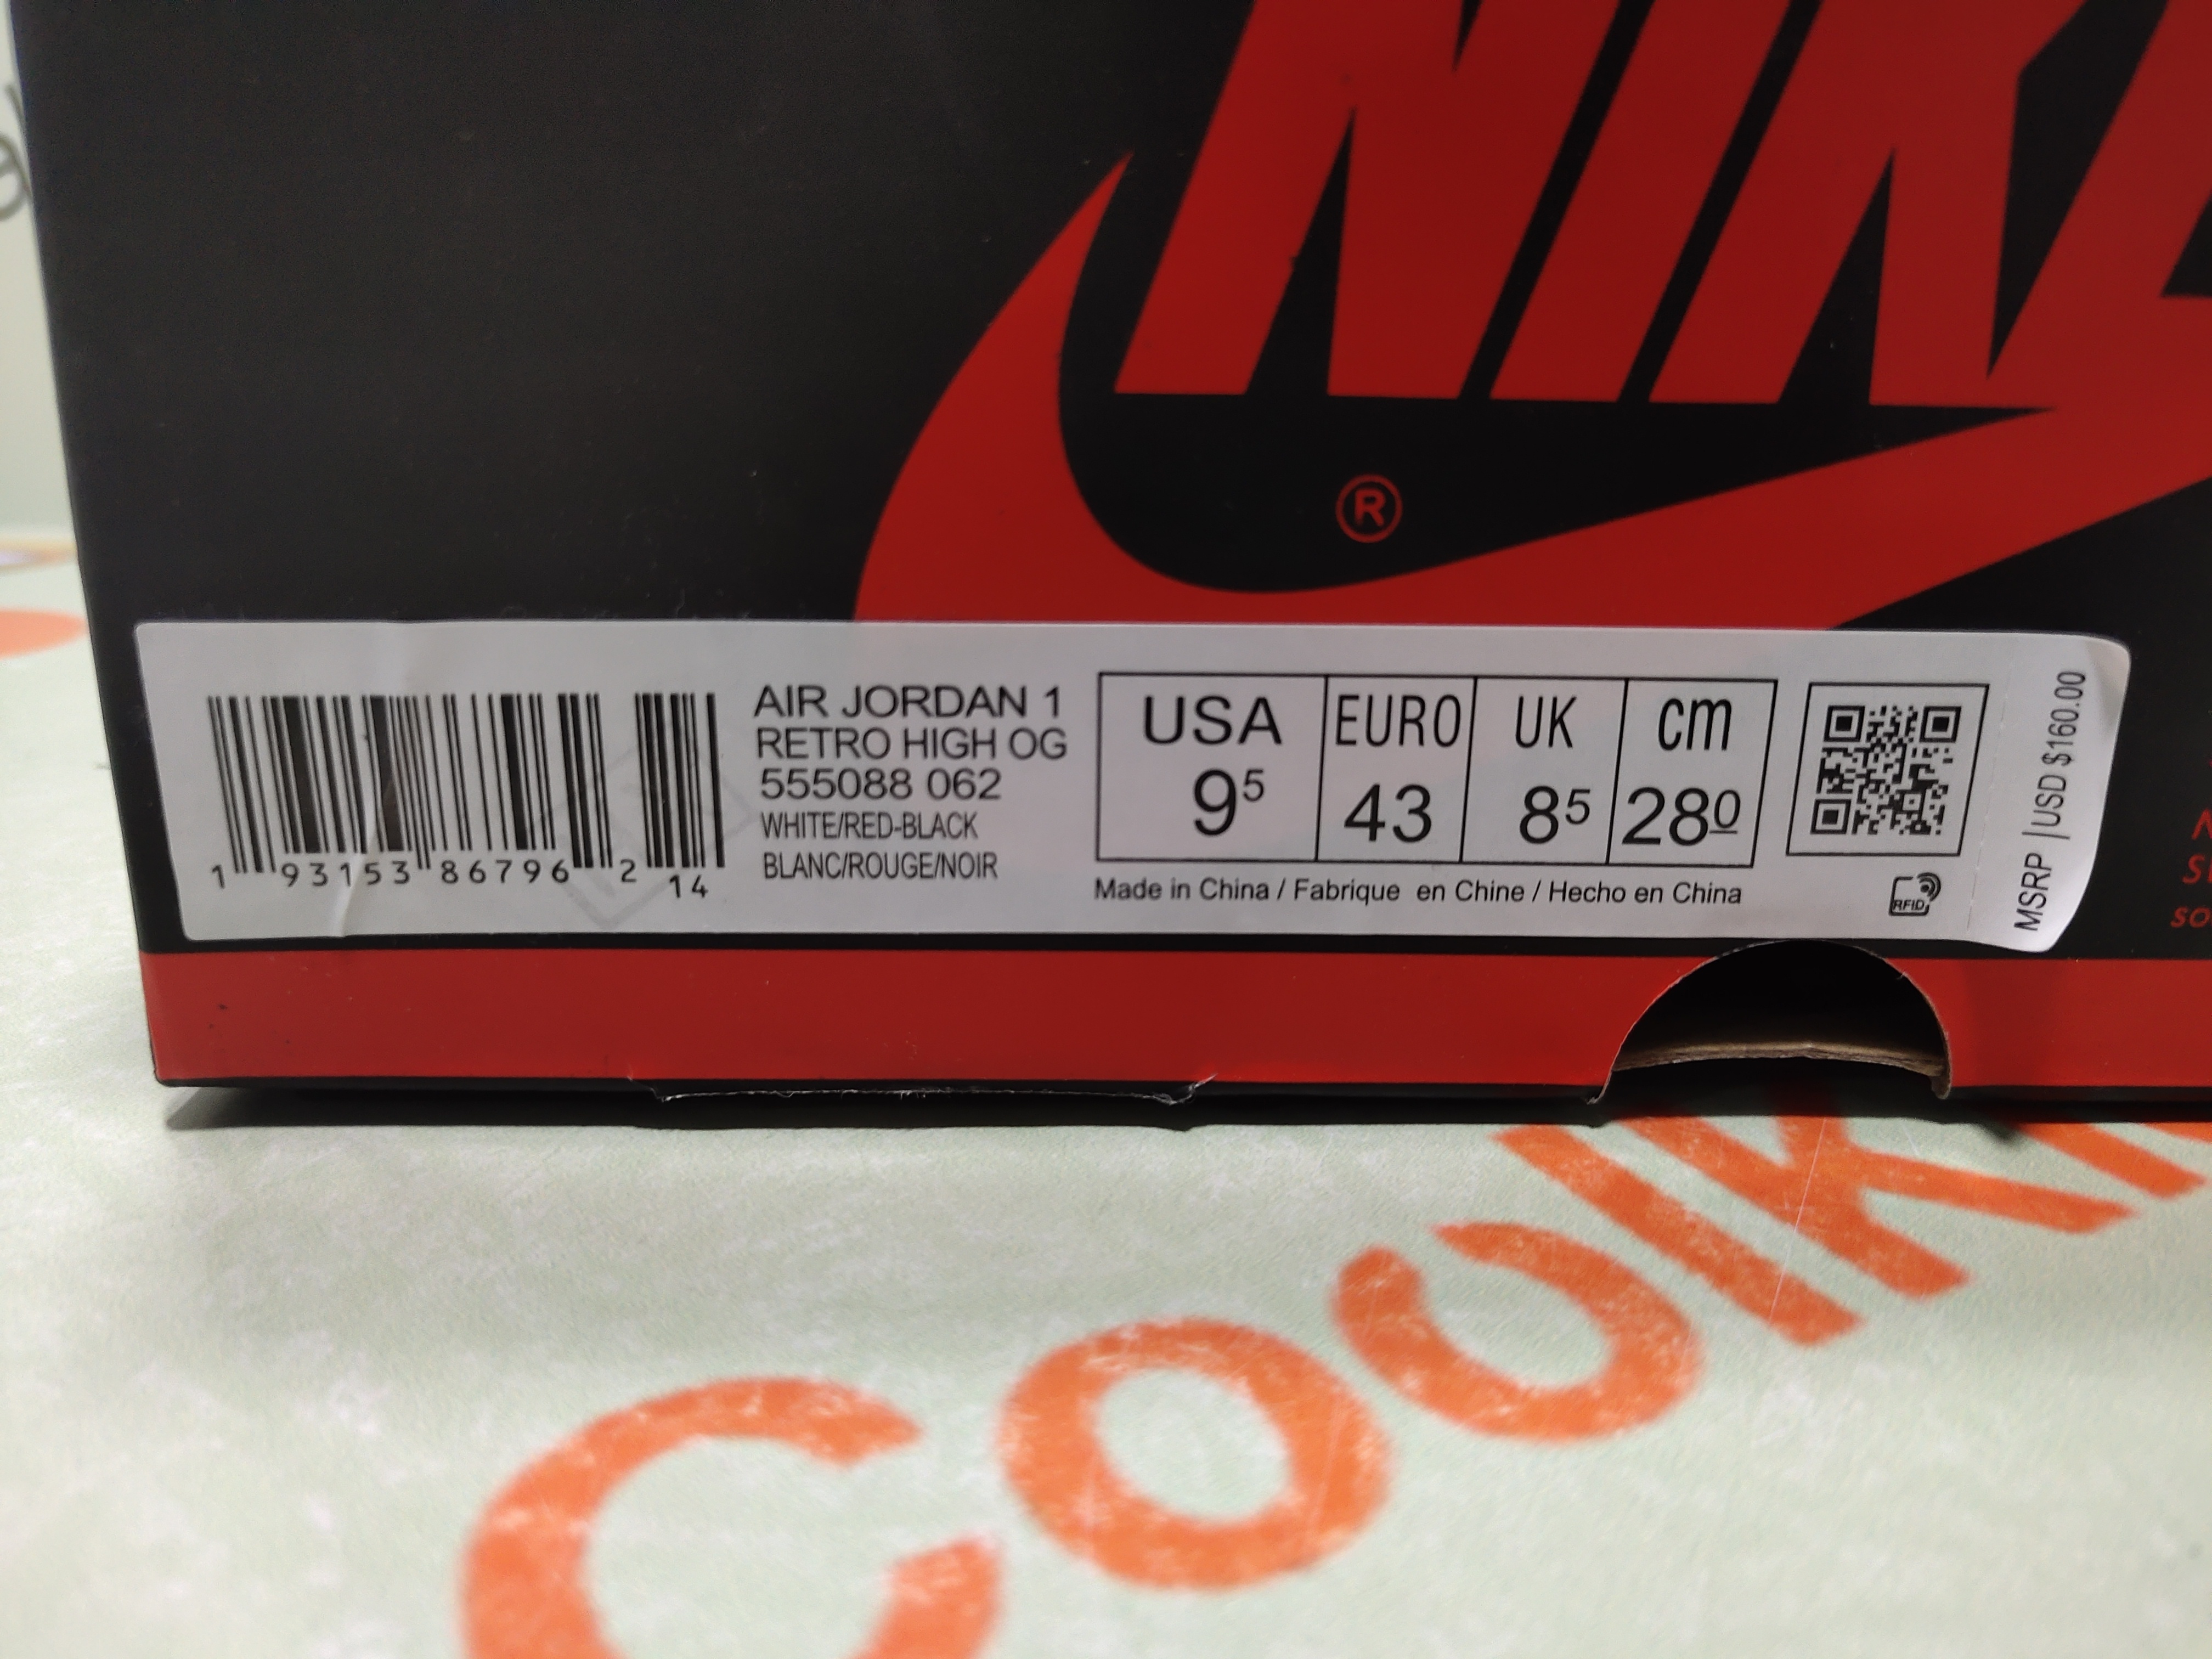 NIKE
®
AIR JORDAN 1
RETRO HIGH OG
555088 062
WHITE/RED-BLACK
BLANC/ROUGE/NOIR
1 93153 86796 2 14
USA EURO UK cm
9⁵ 43 8⁵ 28⁰
Made in China / Fabrique en Chine / Hecho en China
RFID
MSRP | USD $160.00